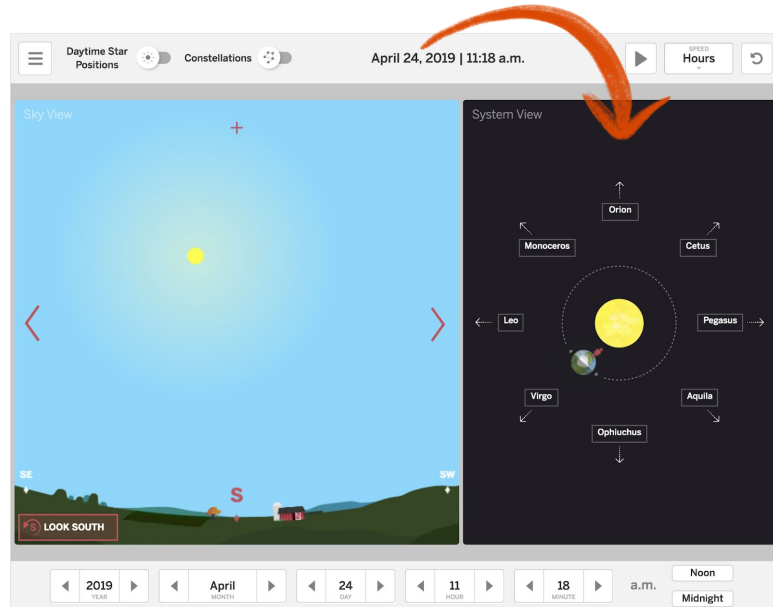 Daytime Star
Positions
Constellations
April 24, 2019 | 11:18 a.m.
SPEED
Hours
Sky View
System View
Orion
Monoceros
Cetus
Leo
Pegasus
Virgo
Aquila
Ophiuchus
SE
S
SW
S
LOOK SOUTH
2019
YEAR
April
MONTH
24
DAY
11
HOUR
18
MINUTE
a.m.
Noon
Midnight